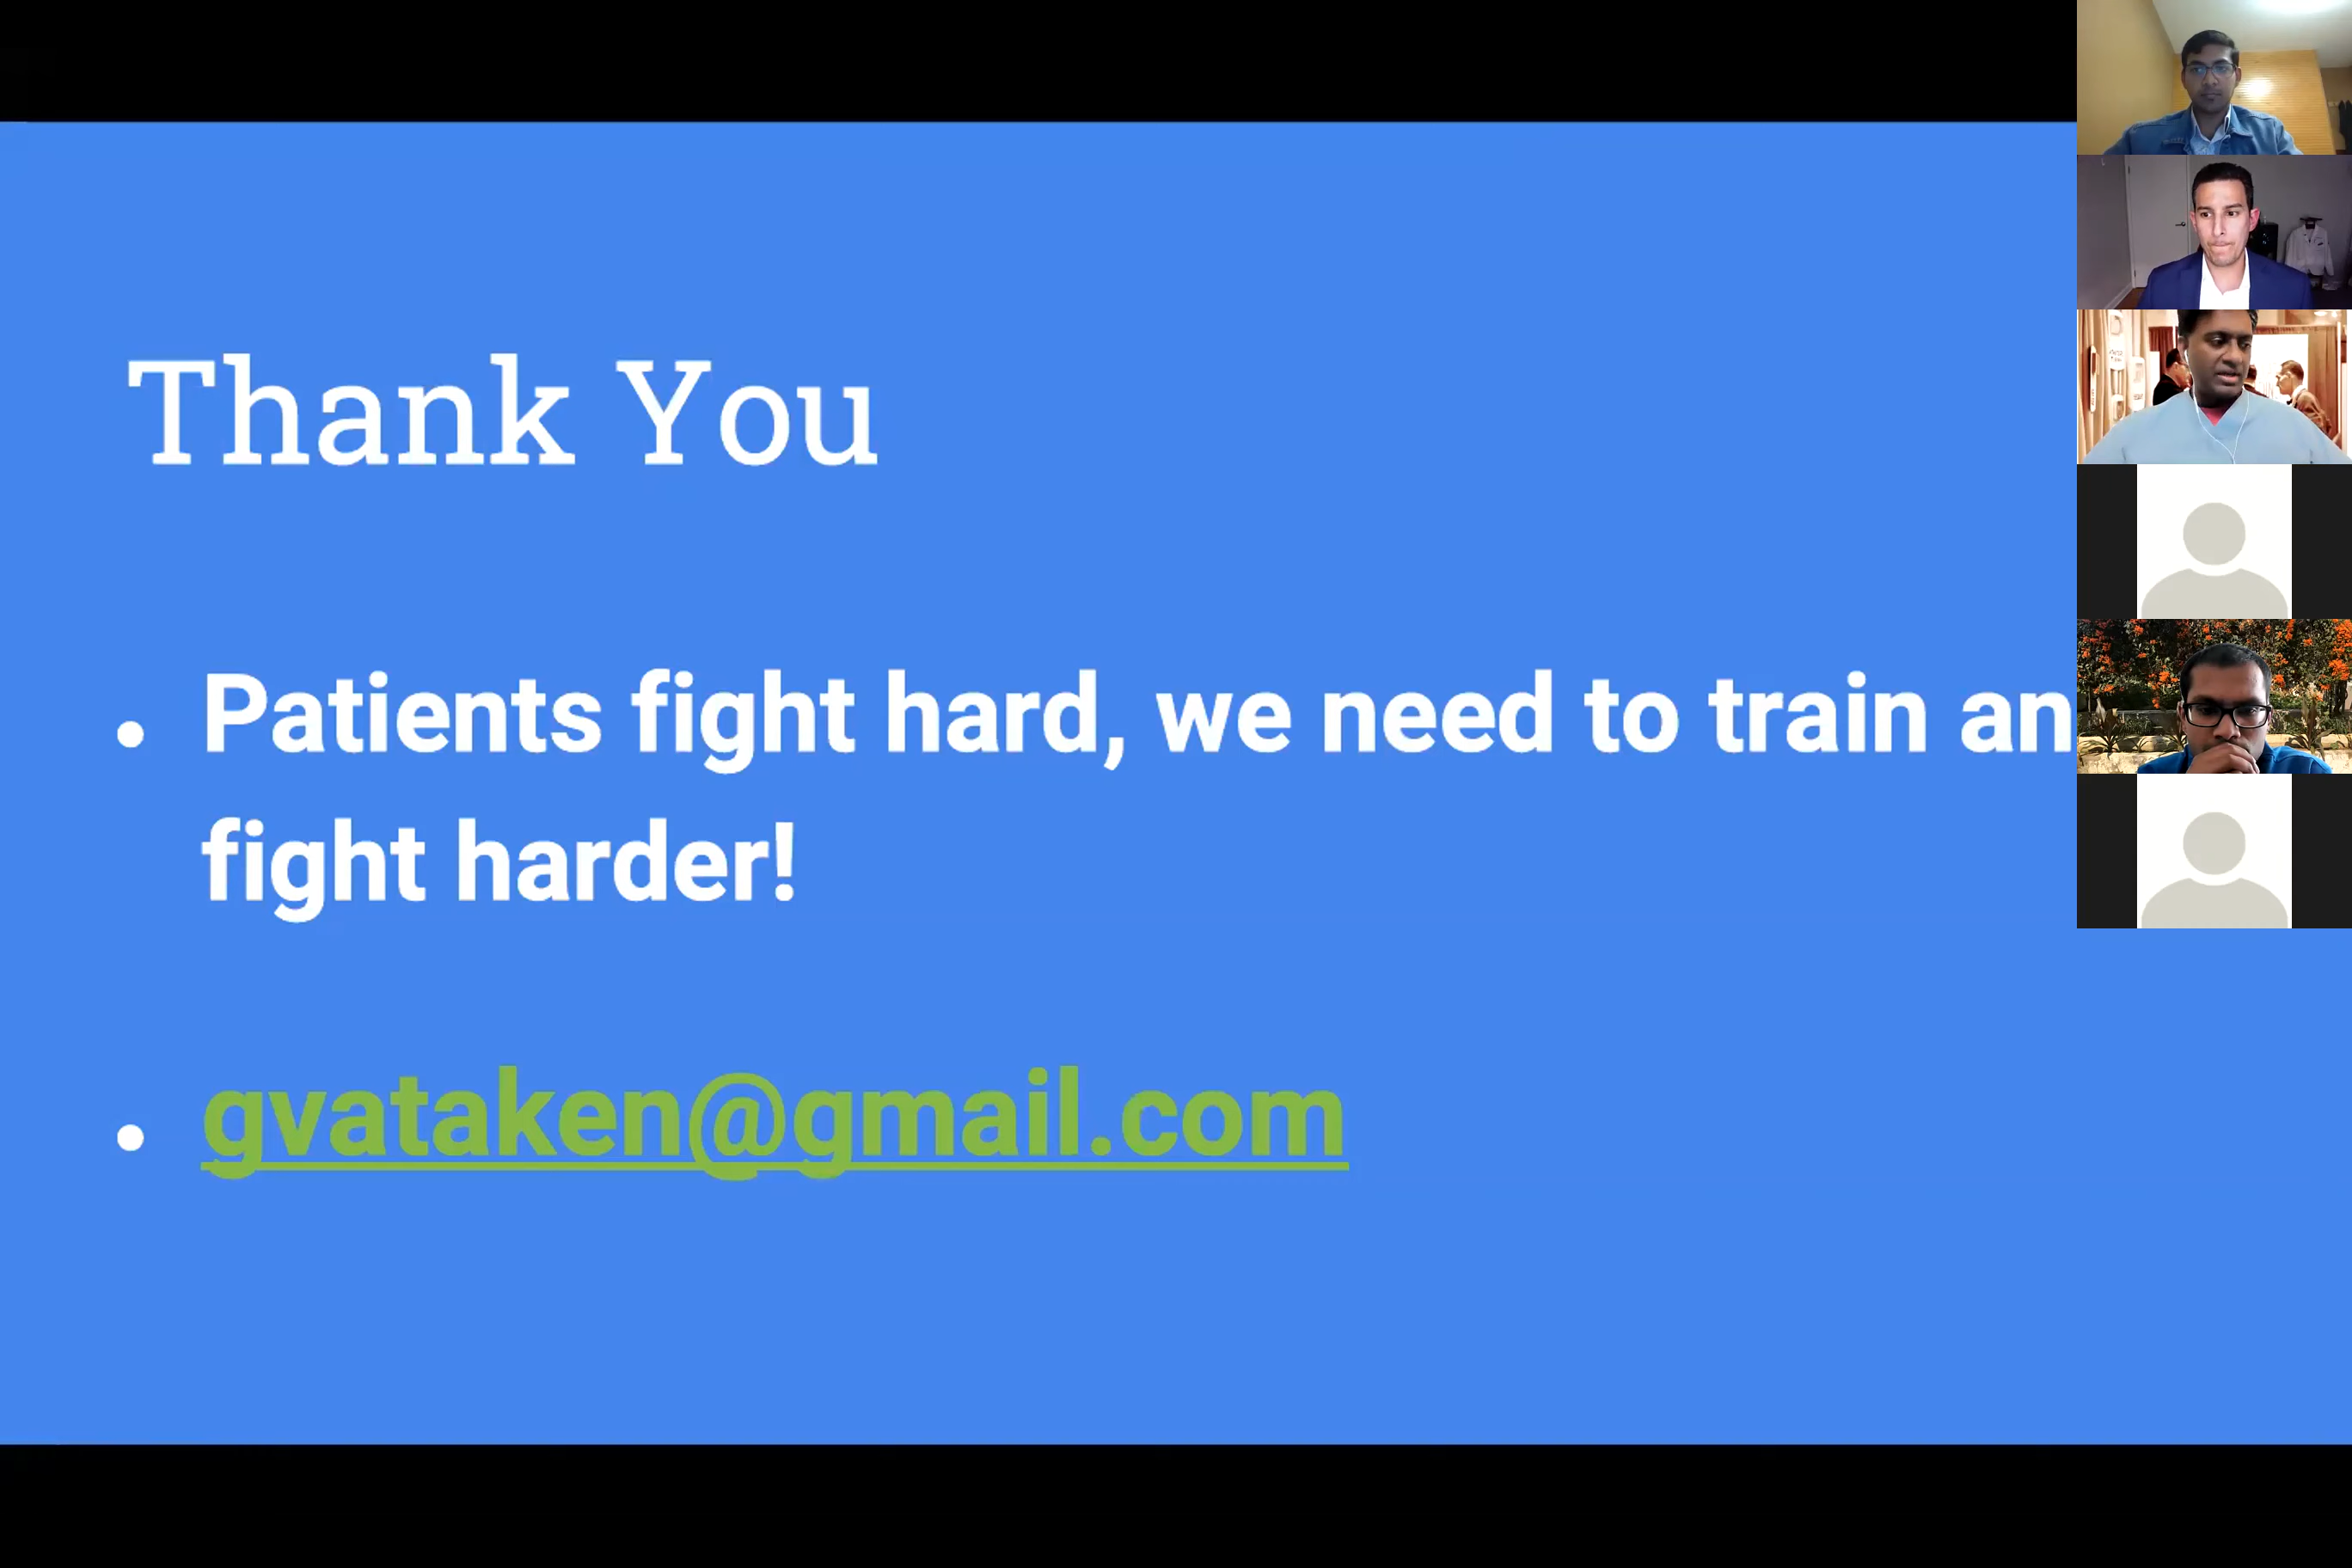 Thank You
• Patients fight hard, we need to train an
fight harder!
• gvataken@gmail.com